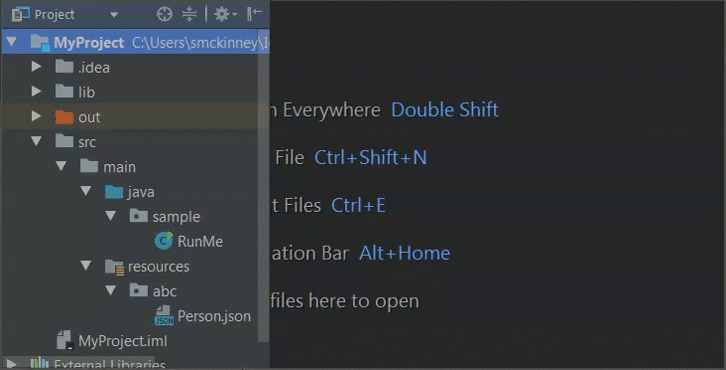 Project
MyProject C:\Users\smckinney\I
.idea
lib
out
src
main
java
sample
RunMe
resources
abc
Person.json
JSON
MyProject.iml
External Libraries
Everywhere Double Shift
File Ctrl+Shift+N
t Files Ctrl+E
ation Bar Alt+Home
files here to open